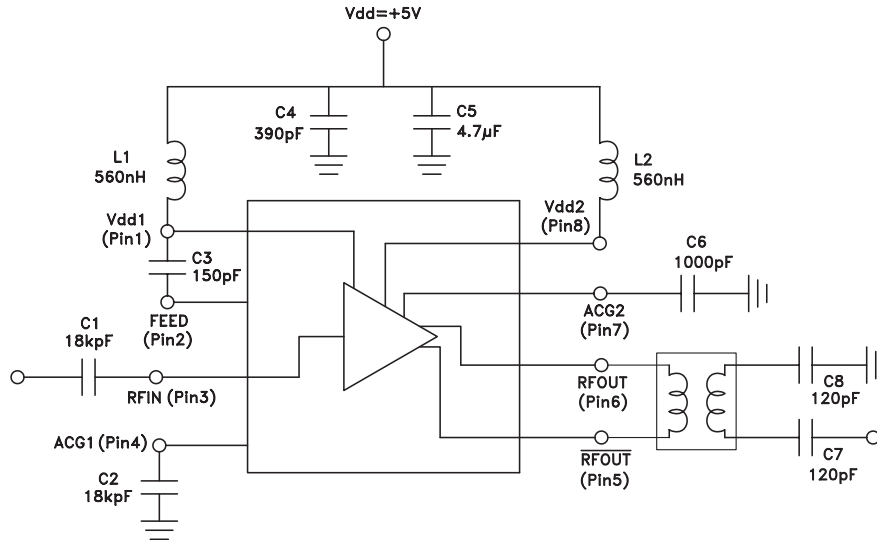 Vdd=+5V
C4
390pF
C5
4.7µF
L1
560nH
L2
560nH
Vdd1
(Pin1)
Vdd2
(Pin8)
C3
150pF
C6
1000pF
FEED
(Pin2)
ACG2
(Pin7)
C1
18kpF
RFIN (Pin3)
RFOUT
(Pin6)
C8
120pF
ACG1 (Pin4)
RFOUT
(Pin5)
C7
120pF
C2
18kpF